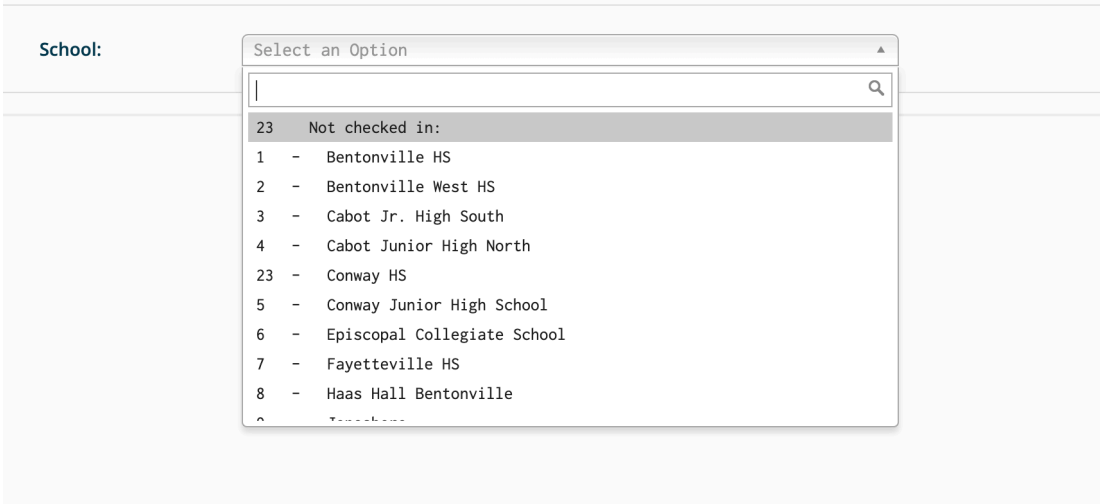 School:
Select an Option
23 Not checked in:
1 - Bentonville HS
2 - Bentonville West HS
3 - Cabot Jr. High South
4 - Cabot Junior High North
23 - Conway HS
5 - Conway Junior High School
6 - Episcopal Collegiate School
7 - Fayetteville HS
8 - Haas Hall Bentonville